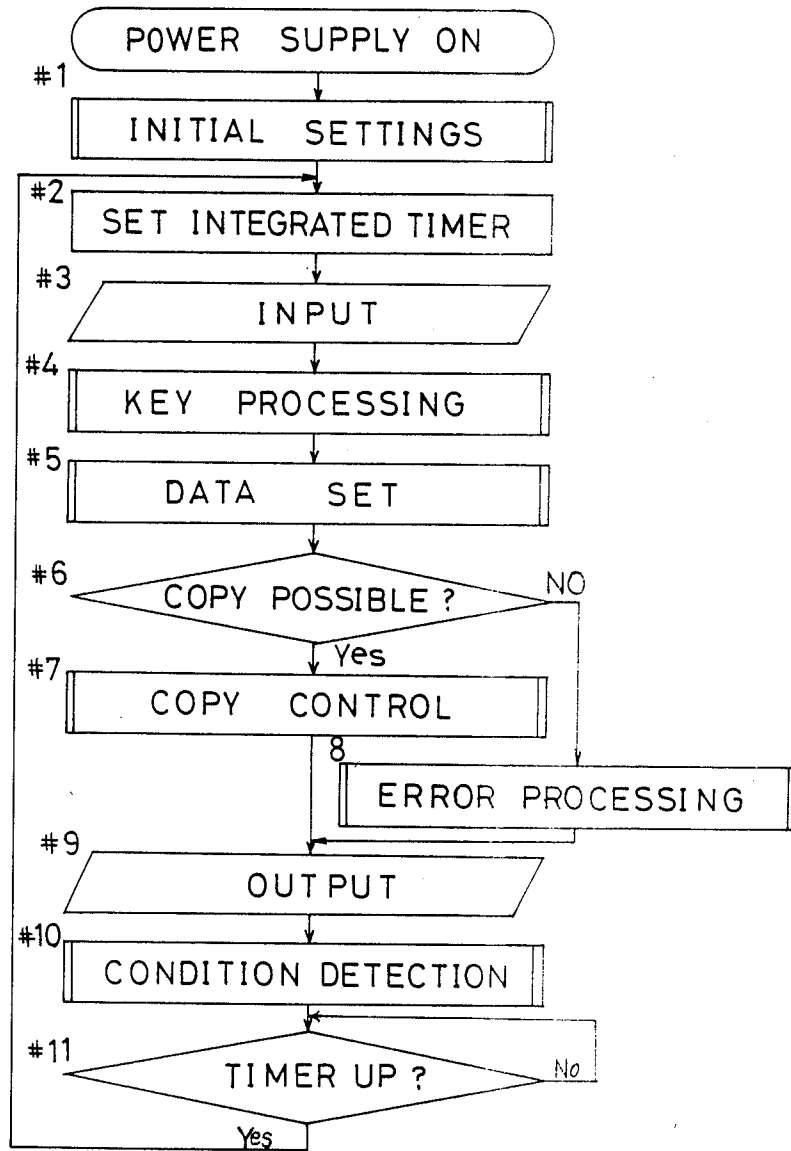 POWER SUPPLY ON
#1
INITIAL SETTINGS
#2
SET INTEGRATED TIMER
#3
INPUT
#4
KEY PROCESSING
#5
DATA SET
#6
COPY POSSIBLE ?
NO
Yes
#7
COPY CONTROL
8
ERROR PROCESSING
#9
OUTPUT
#10
CONDITION DETECTION
#11
TIMER UP ?
No
Yes